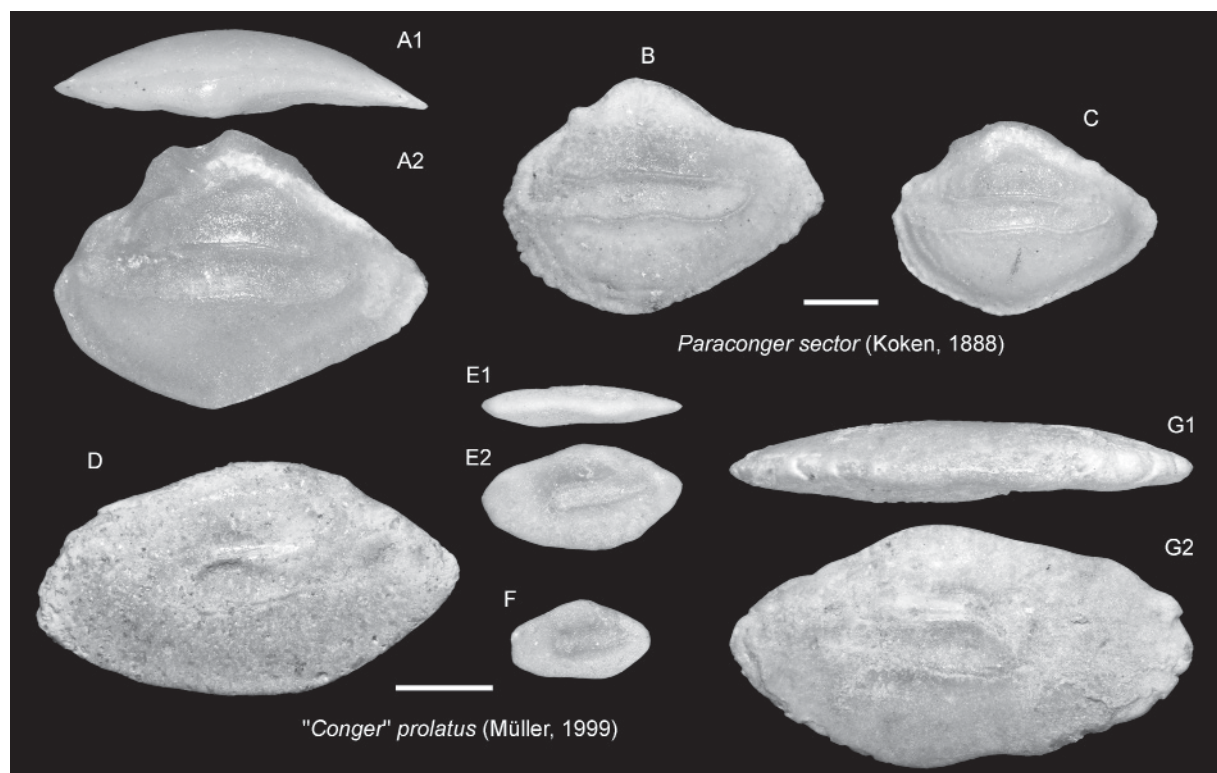 A1
A2
B
C
Paraconger sector (Koken, 1888)
E1
E2
D
F
G1
G2
"Conger" prolatus (Müller, 1999)